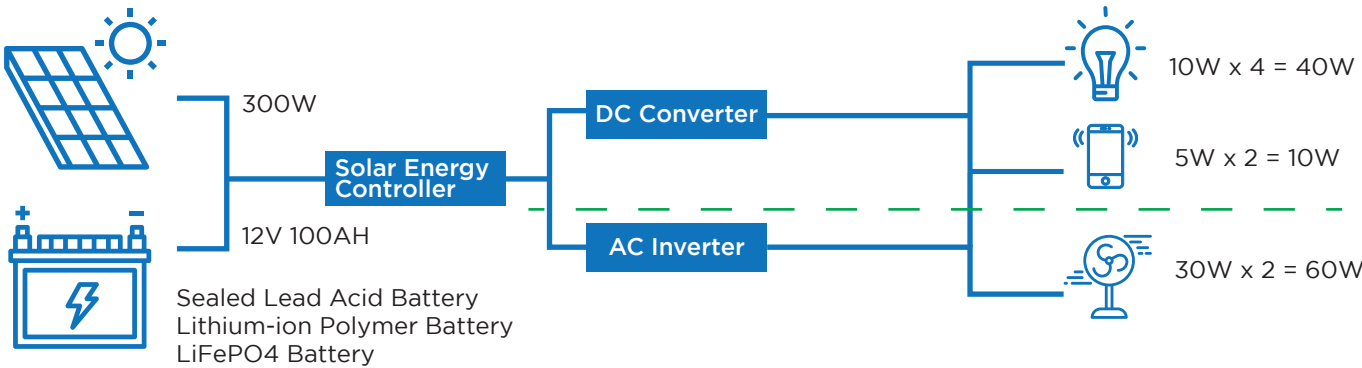 300W
12V 100AH
Sealed Lead Acid Battery
Lithium-ion Polymer Battery
LiFePO4 Battery
Solar Energy
Controller
DC Converter
AC Inverter
10W x 4 = 40W
5W x 2 = 10W
30W x 2 = 60W